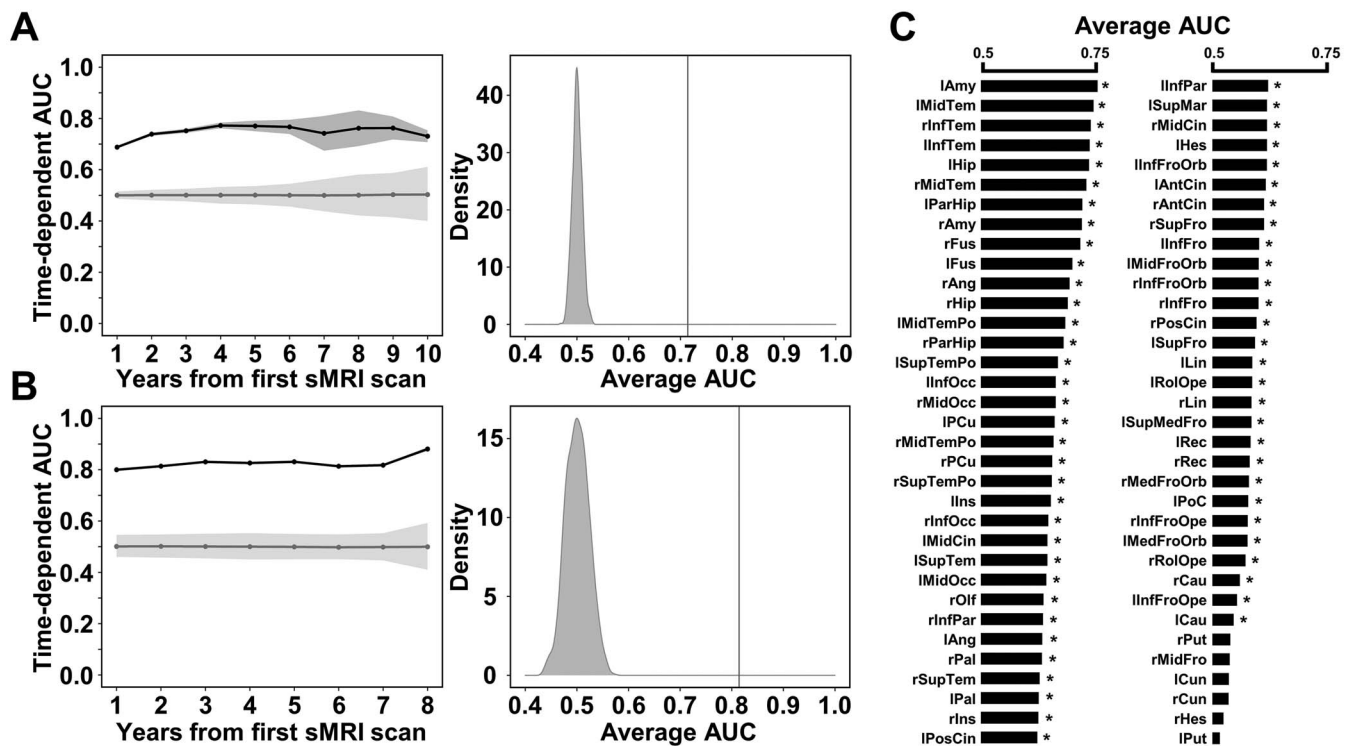 A
Time-dependent AUC
1.0
0.8
0.6
0.4
0.2
0.0
1 2 3 4 5 6 7 8 9 10
Years from first sMRI scan
Density
40
30
20
10
0
0.4 0.5 0.6 0.7 0.8 0.9 1.0
Average AUC
B
Time-dependent AUC
1.0
0.8
0.6
0.4
0.2
0.0
1 2 3 4 5 6 7 8
Years from first sMRI scan
Density
15
10
5
0
0.4 0.5 0.6 0.7 0.8 0.9 1.0
Average AUC
C
Average AUC
0.5 0.75
lAmy *
lMidTem *
rInfTem *
lInfTem *
lHip *
rMidTem *
lParHip *
rAmy *
rFus *
lFus *
rAng *
rHip *
lMidTemPo *
rParHip *
lSupTemPo *
lInfOcc *
rMidOcc *
lPCu *
rMidTemPo *
rPCu *
rSupTemPo *
lIns *
rInfOcc *
lMidCin *
lSupTem *
lMidOcc *
rOlf *
rInfPar *
lAng *
rPal *
rSupTem *
lPal *
rIns *
lPosCin *
0.5 0.75
lInfPar *
lSupMar *
rMidCin *
lHes *
lInfFroOrb *
lAntCin *
rAntCin *
rSupFro *
lInfFro *
lMidFroOrb *
rInfFroOrb *
rInfFro *
rPosCin *
lSupFro *
lLin *
lRolOpe *
rLin *
lSupMedFro *
lRec *
rRec *
rMedFroOrb *
lPoC *
rInfFroOpe *
lMedFroOrb *
rRolOpe *
rCau *
lInfFroOpe *
lCau *
rPut
rMidFro
lCun
rCun
rHes
lPut